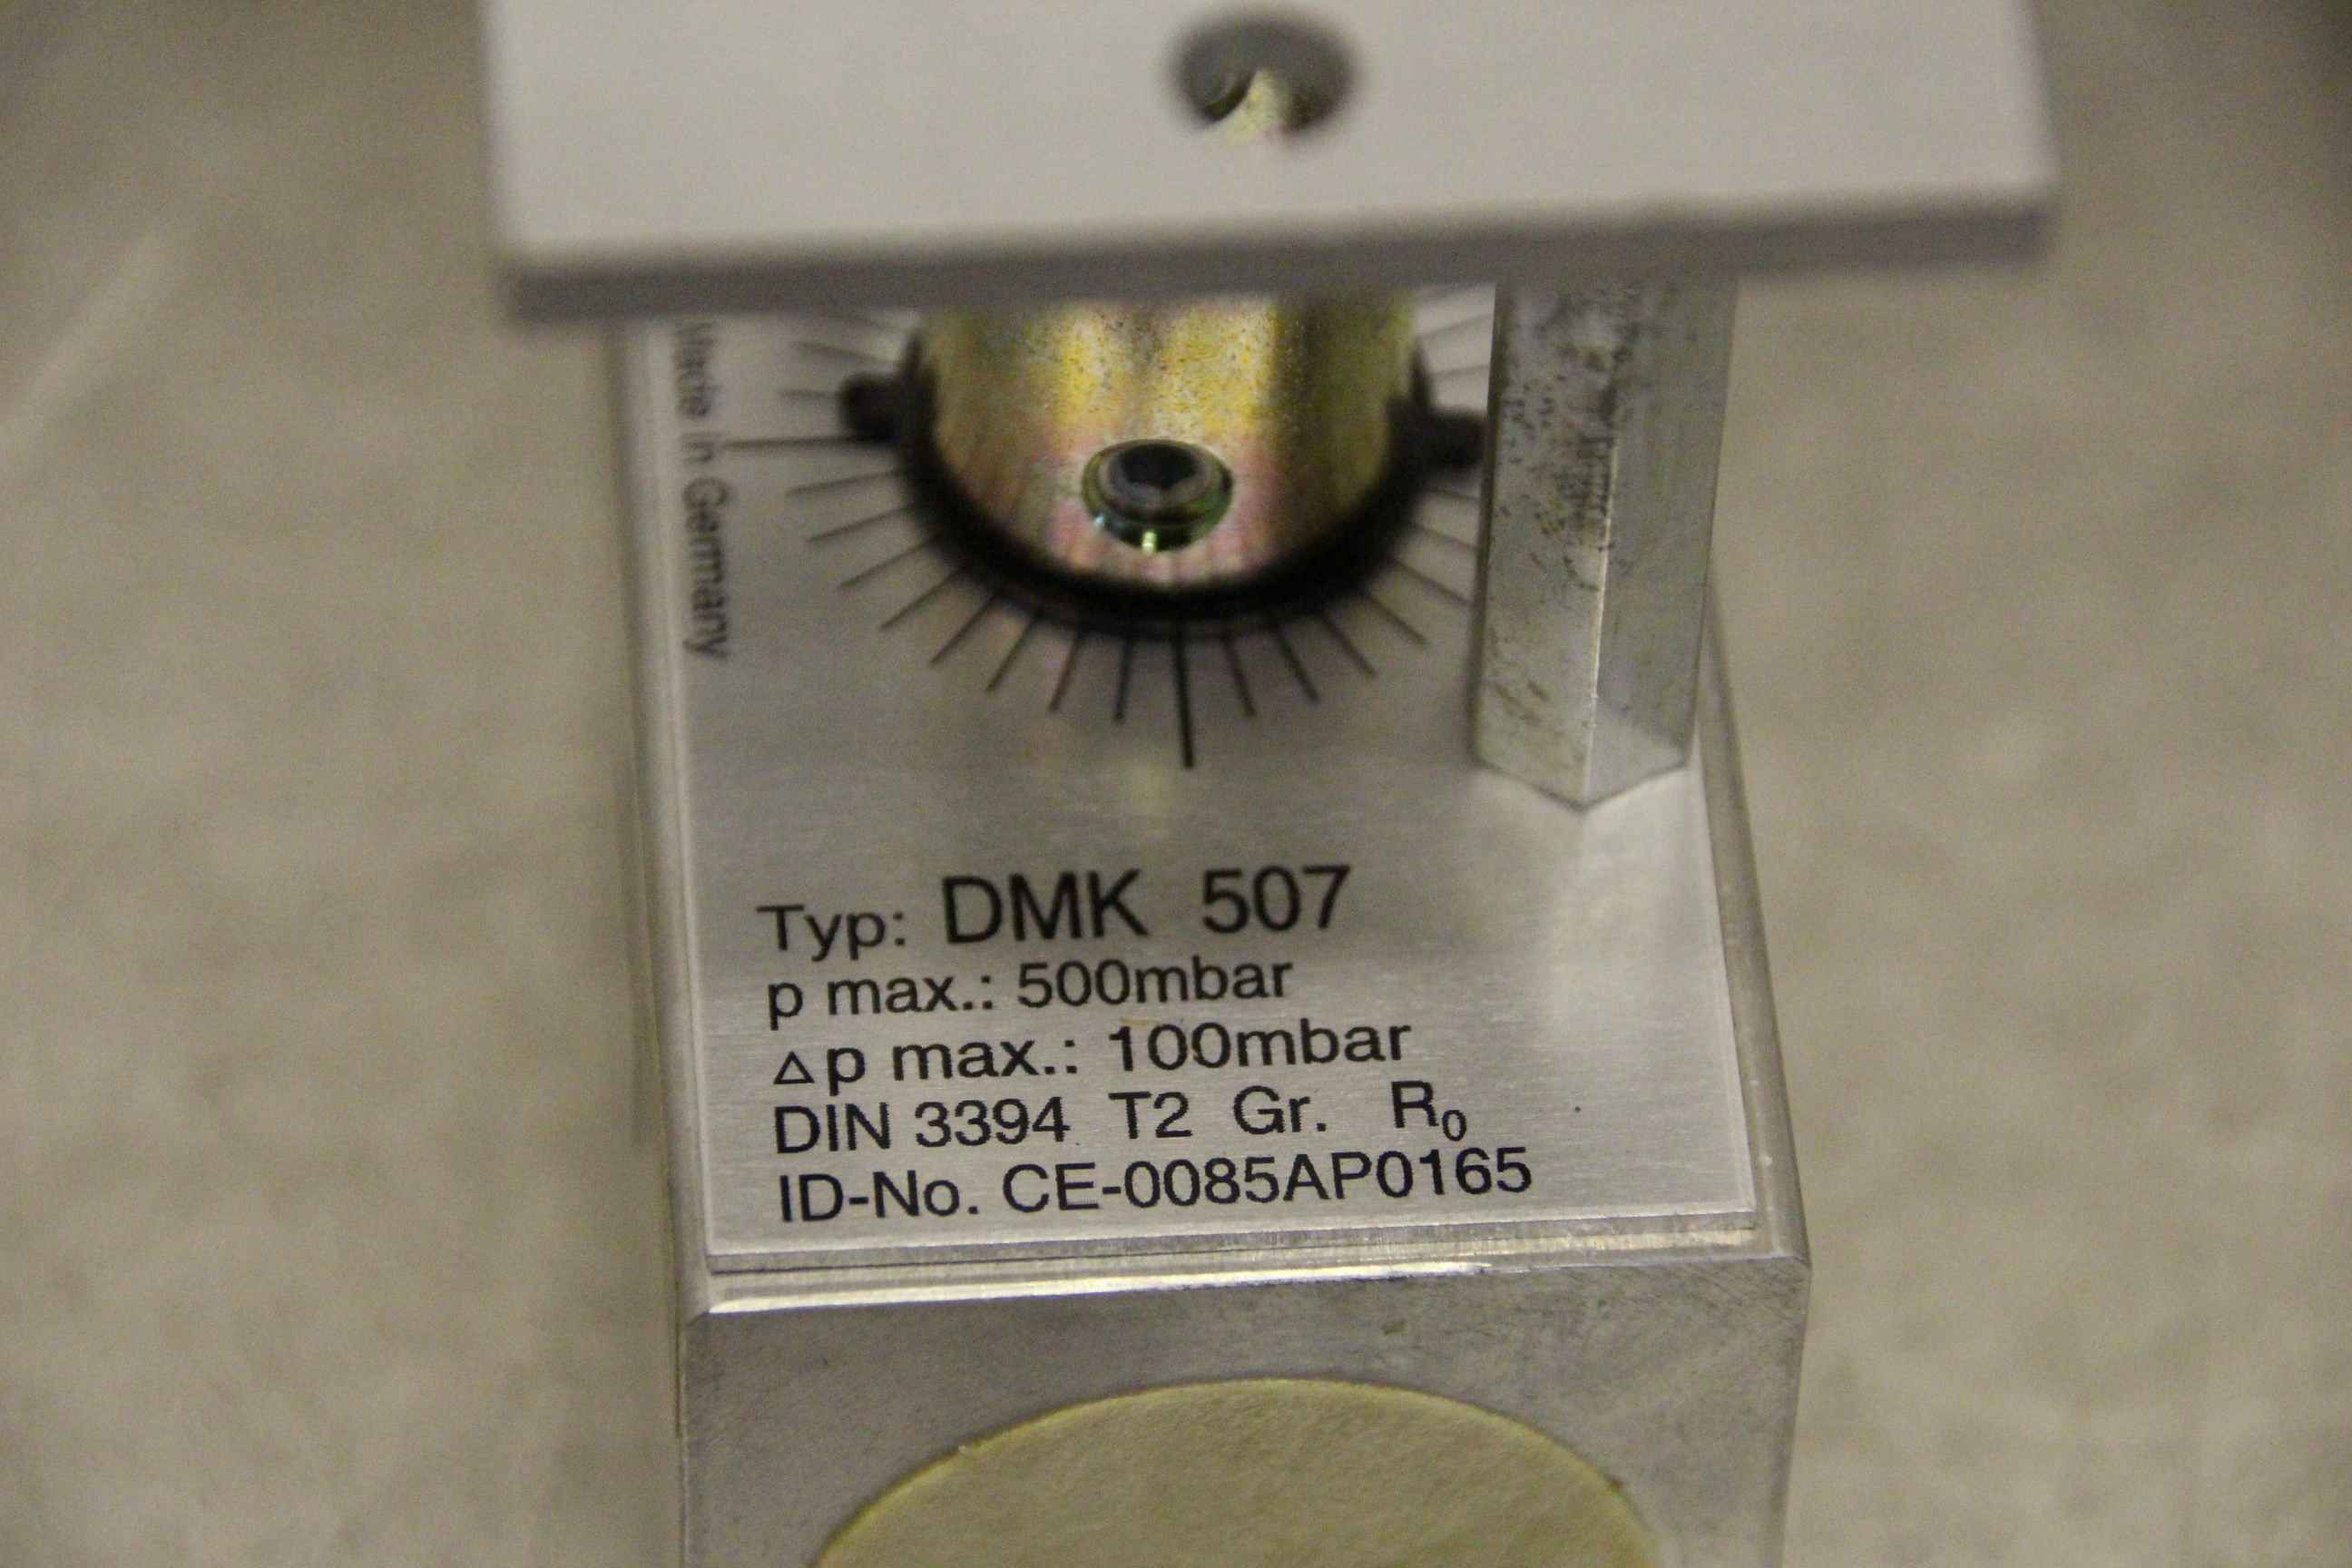 Made in Germany
Typ: DMK 507
p max.: 500mbar
△p max.: 100mbar
DIN 3394 T2 Gr. R₀
ID-No. CE-0085AP0165